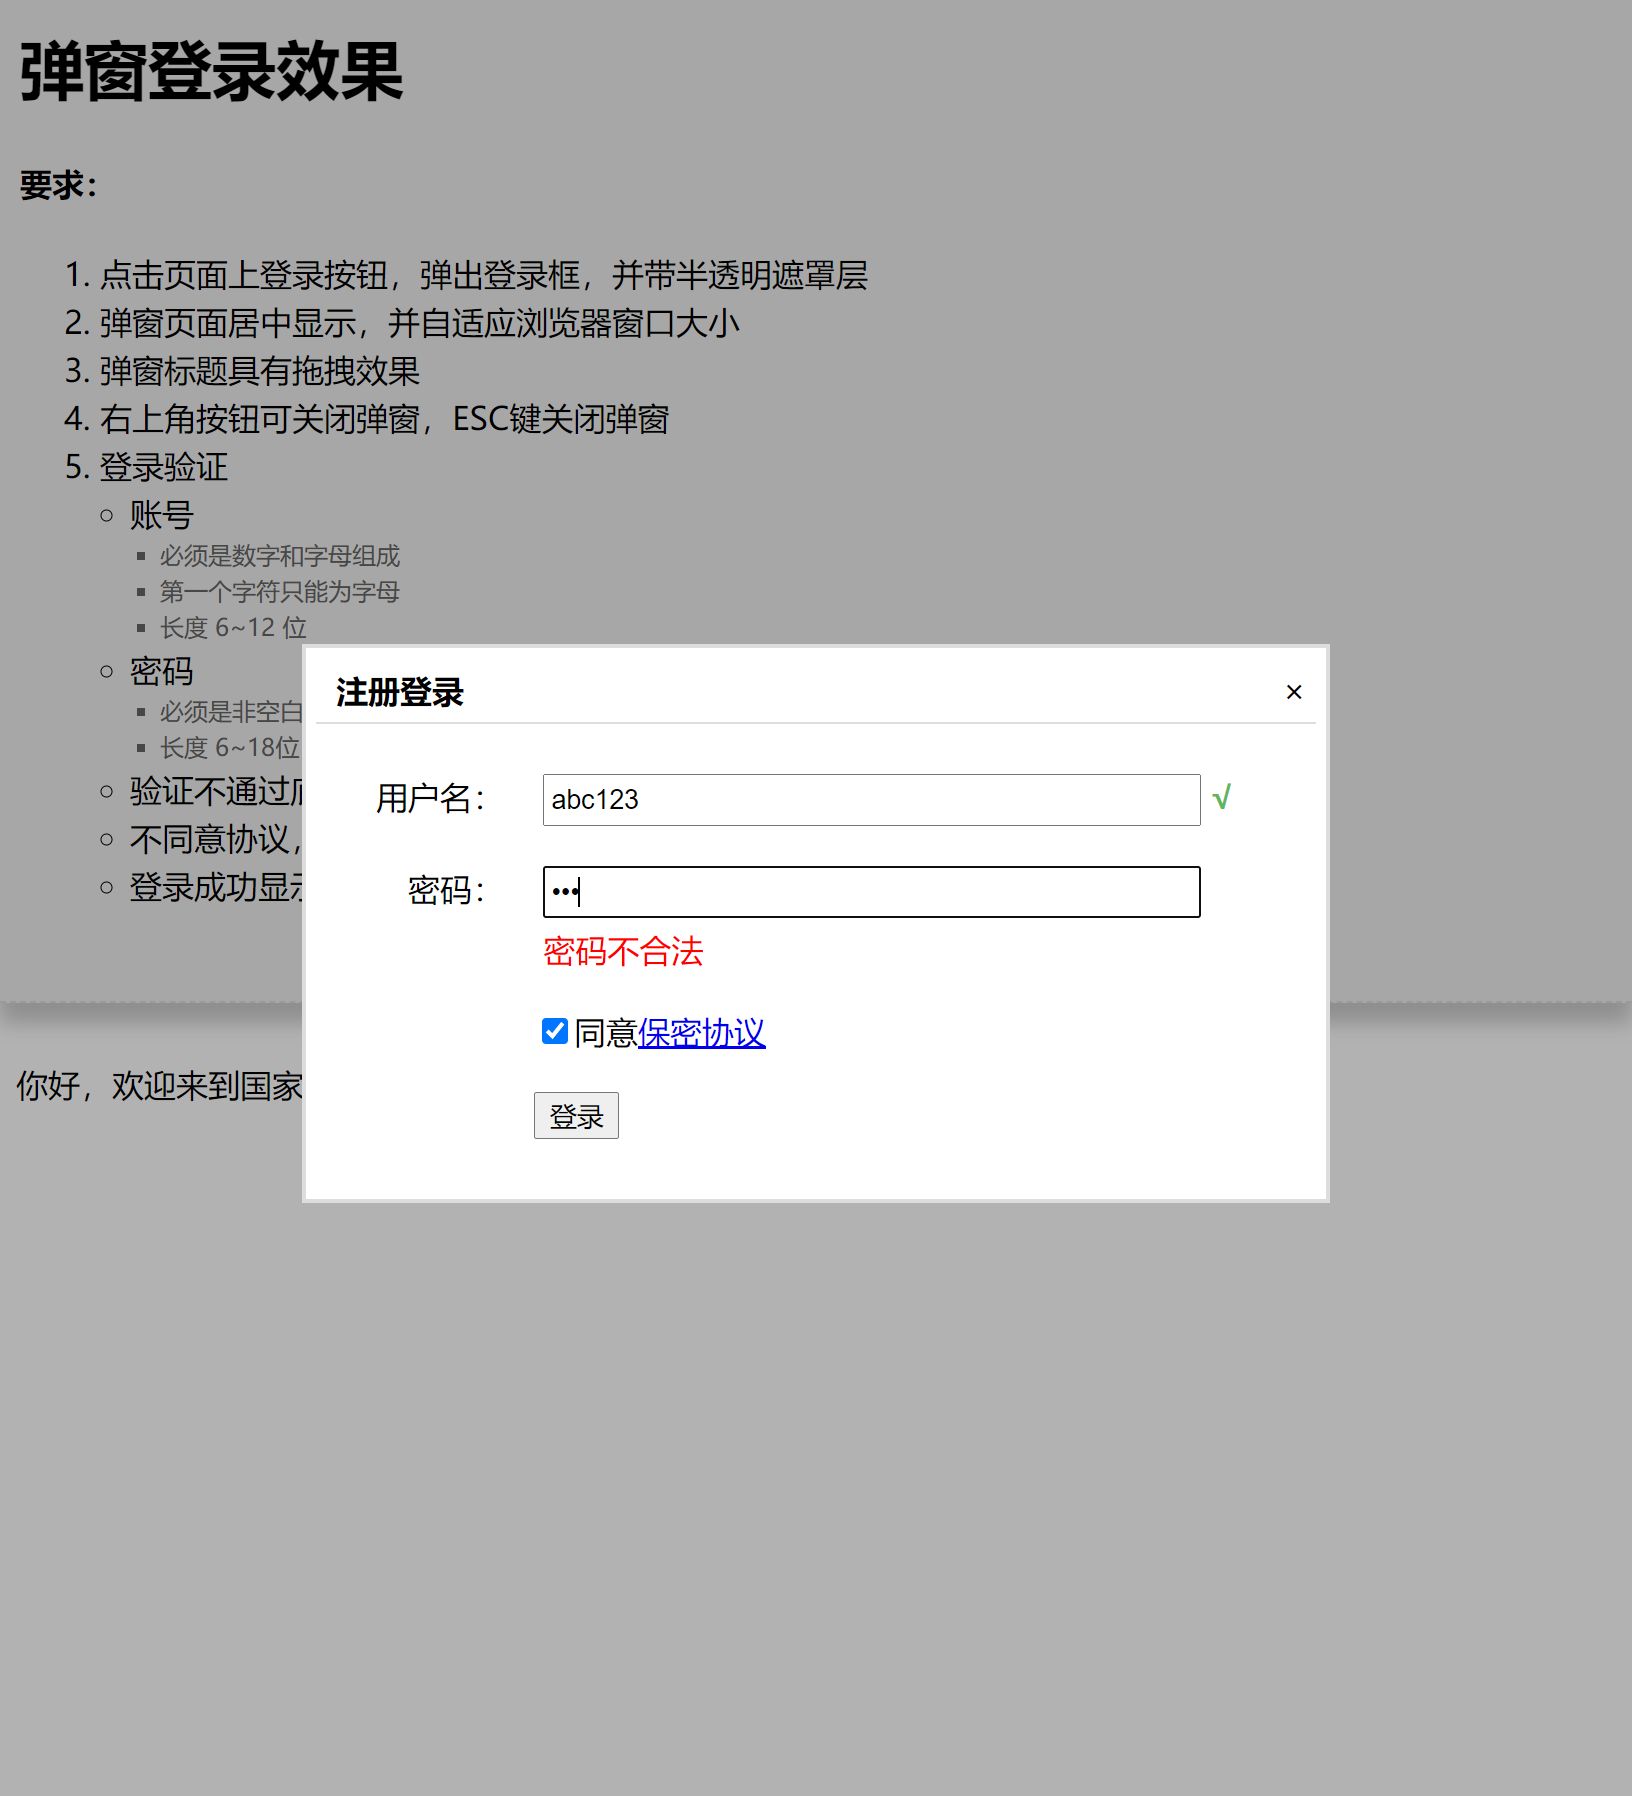 弹窗登录效果
要求：
1. 点击页面上登录按钮，弹出登录框，并带半透明遮罩层
2. 弹窗页面居中显示，并自适应浏览器窗口大小
3. 弹窗标题具有拖拽效果
4. 右上角按钮可关闭弹窗，ESC键关闭弹窗
5. 登录验证
账号
必须是数字和字母组成
第一个字符只能为字母
长度 6~12 位
密码
必须是非空白
长度 6~18位
验证不通过
不同意协议，
登录成功显
注册登录 ×
用户名： abc123 √
密码： •••
密码不合法
同意保密协议
登录
你好，欢迎来到国家